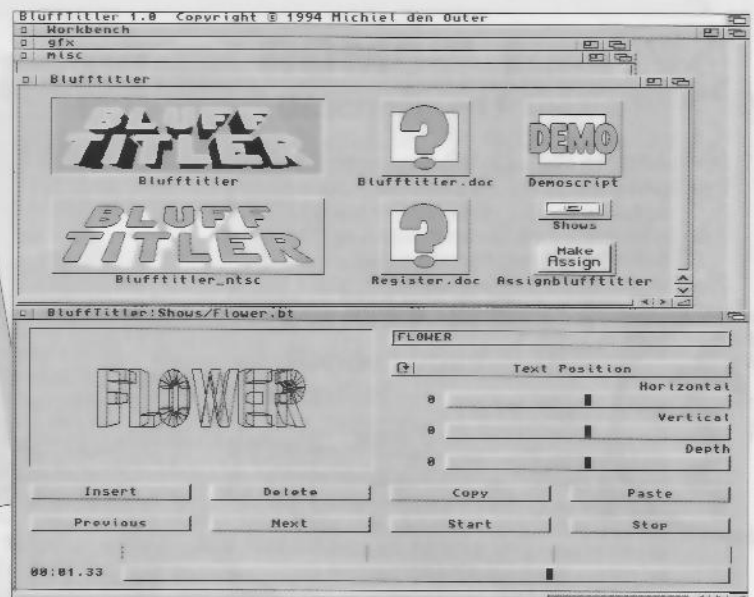 BluffTitler 1.0 Copyright © 1994 Michiel den Outer
Workbench
gfx
misc
Blufftitler
BLUFF
TITLER
Blufftitler
?
Blufftitler.doc
DEMO
Demoscript
BLUFF
TITLER
Blufftitler_ntsc
?
Register.doc
Shows
Make
Assign
Assignblufftitler
BluffTitler:Shows/Flower.bt
FLOWER
FLOWER
Text Position
Horizontal
0
Vertical
0
Depth
0
Insert Delete Copy Paste
Previous Next Start Stop
00:01.33